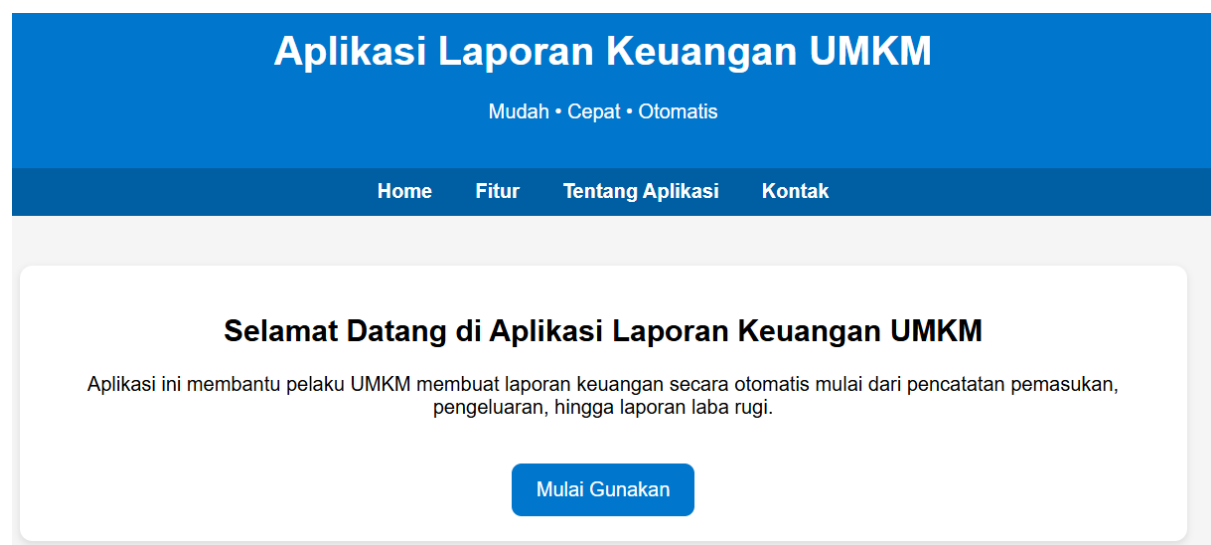 Aplikasi Laporan Keuangan UMKM
Mudah • Cepat • Otomatis
Home Fitur Tentang Aplikasi Kontak
Selamat Datang di Aplikasi Laporan Keuangan UMKM
Aplikasi ini membantu pelaku UMKM membuat laporan keuangan secara otomatis mulai dari pencatatan pemasukan,
pengeluaran, hingga laporan laba rugi.
Mulai Gunakan